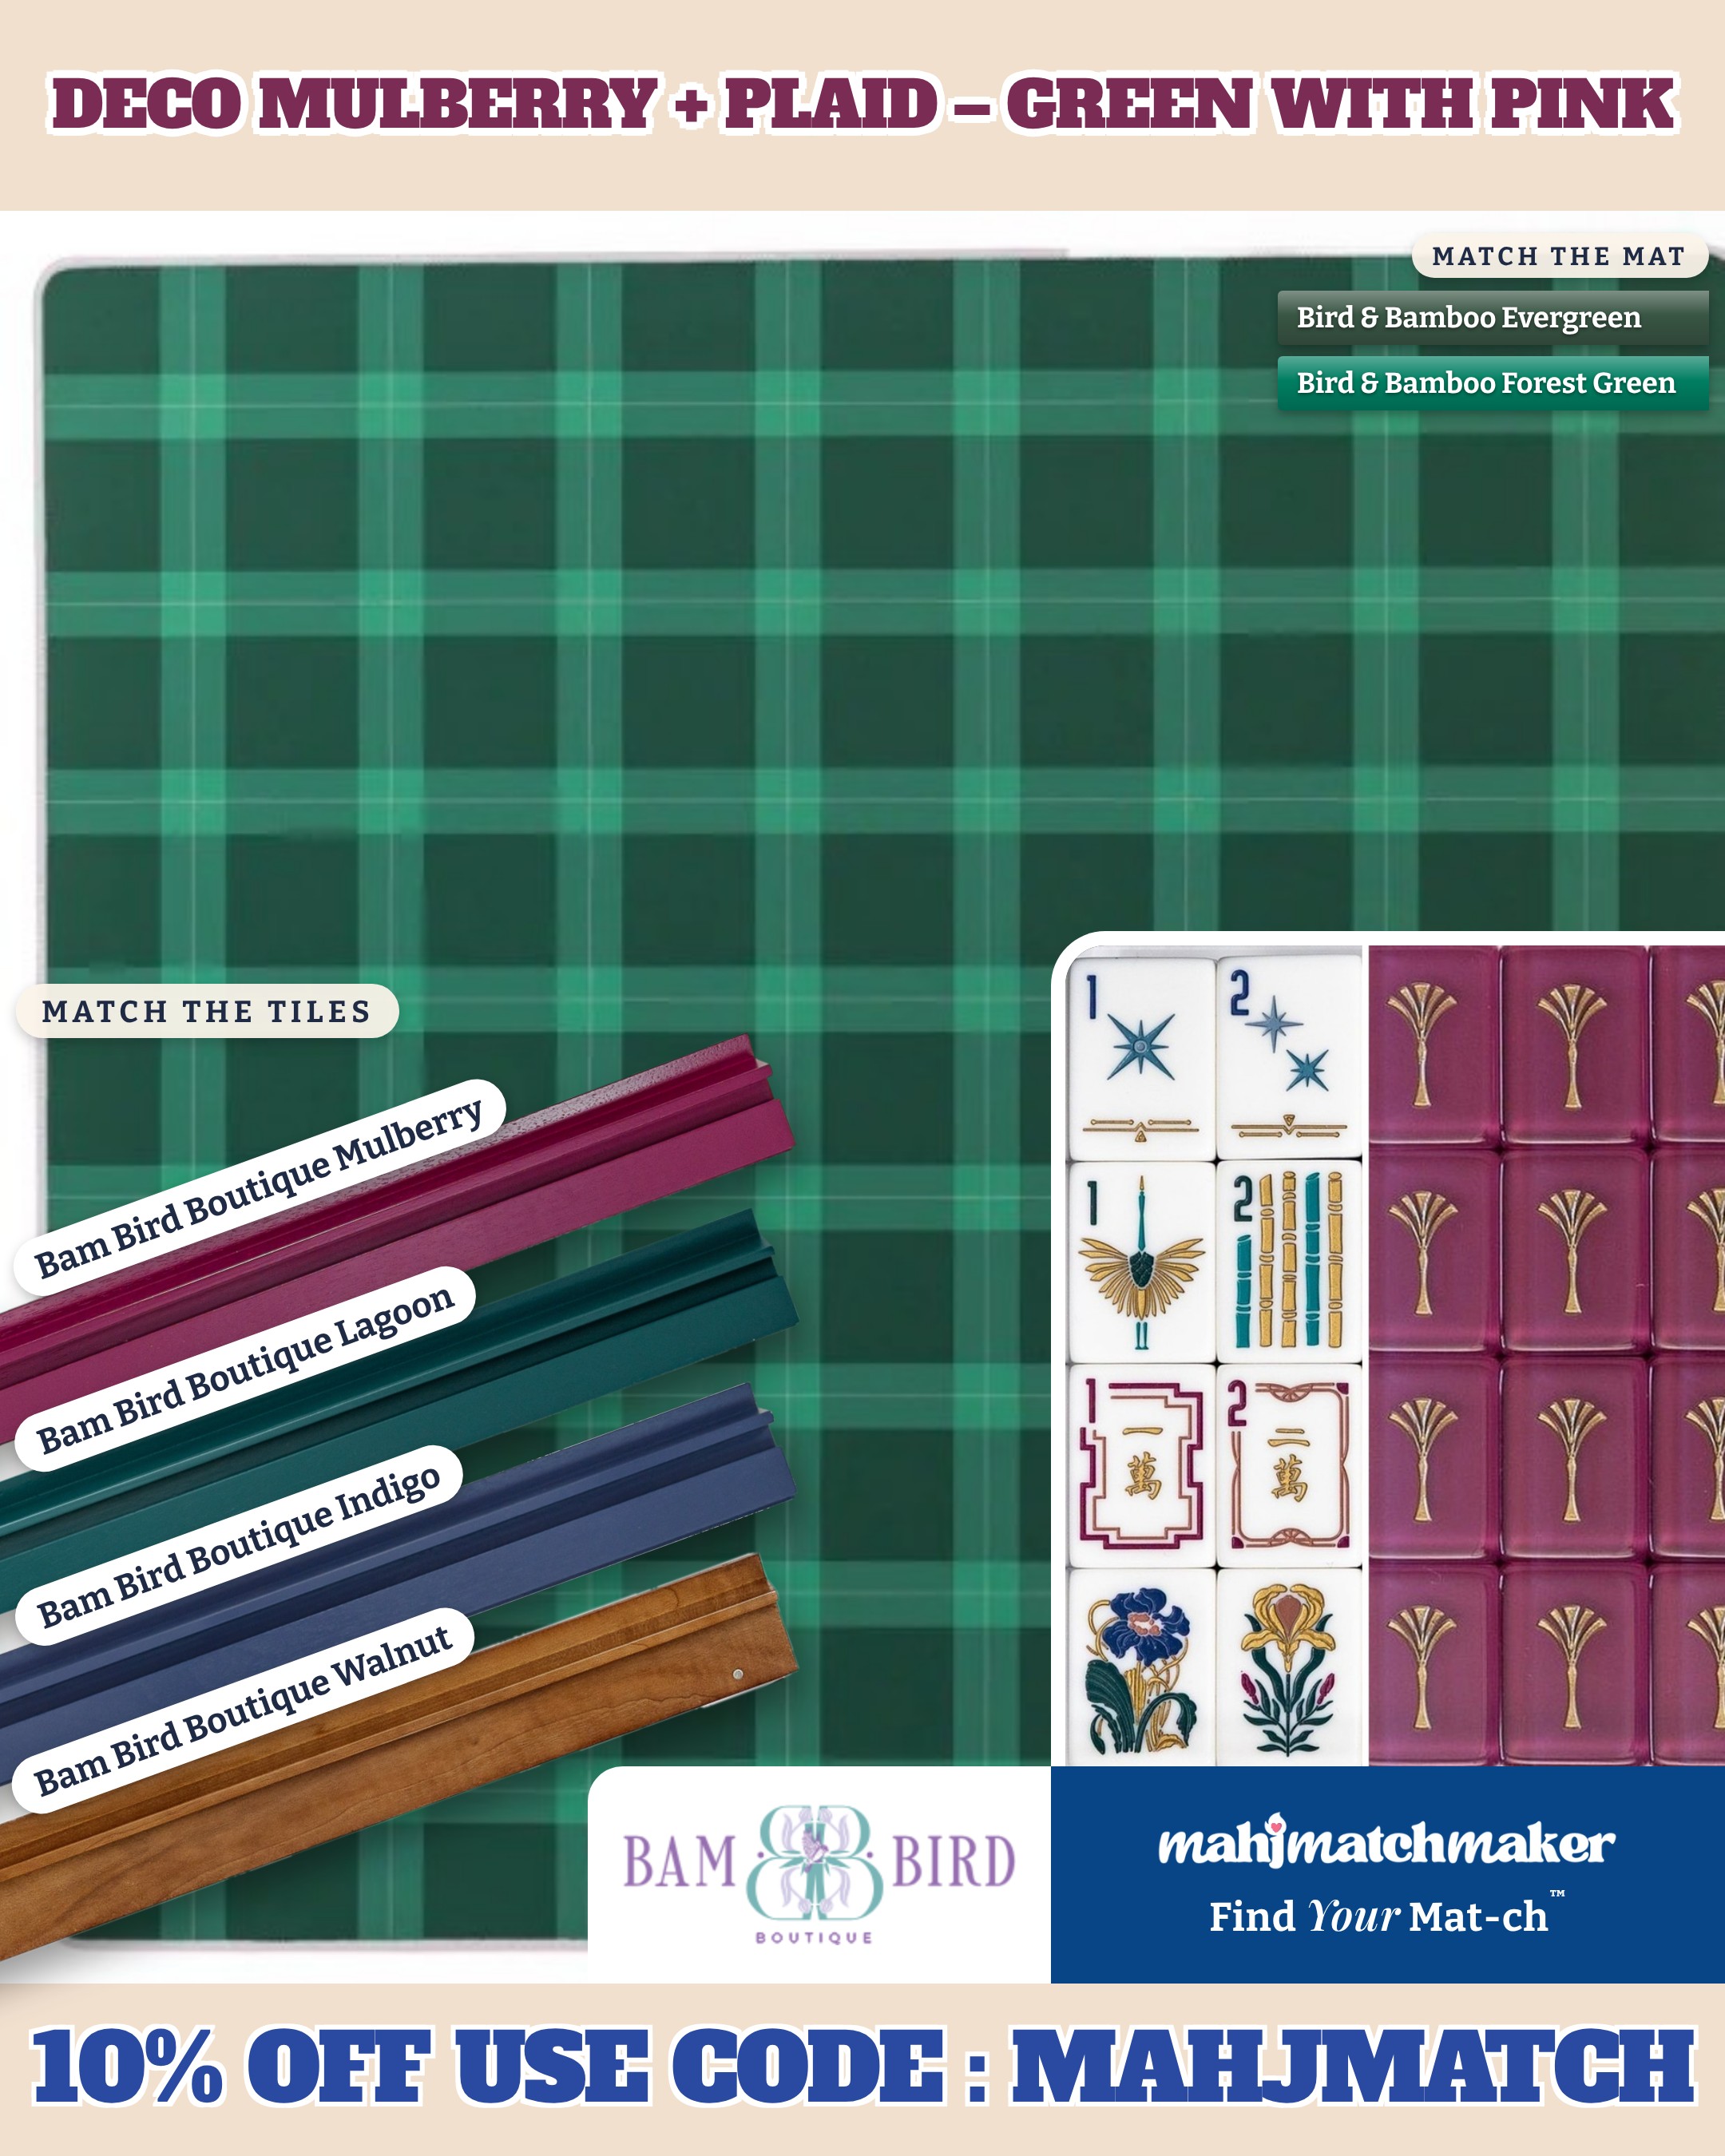 DECO MULBERRY + PLAID – GREEN WITH PINK
MATCH THE MAT
Bird & Bamboo Evergreen
Bird & Bamboo Forest Green
MATCH THE TILES
Bam Bird Boutique Mulberry
Bam Bird Boutique Lagoon
Bam Bird Boutique Indigo
Bam Bird Boutique Walnut
1 2
1 2
1 2
一萬 二萬
BAM BIRD
BOUTIQUE
mahjmatchmaker
Find Your Mat-ch™
10% OFF USE CODE : MAHJMATCH